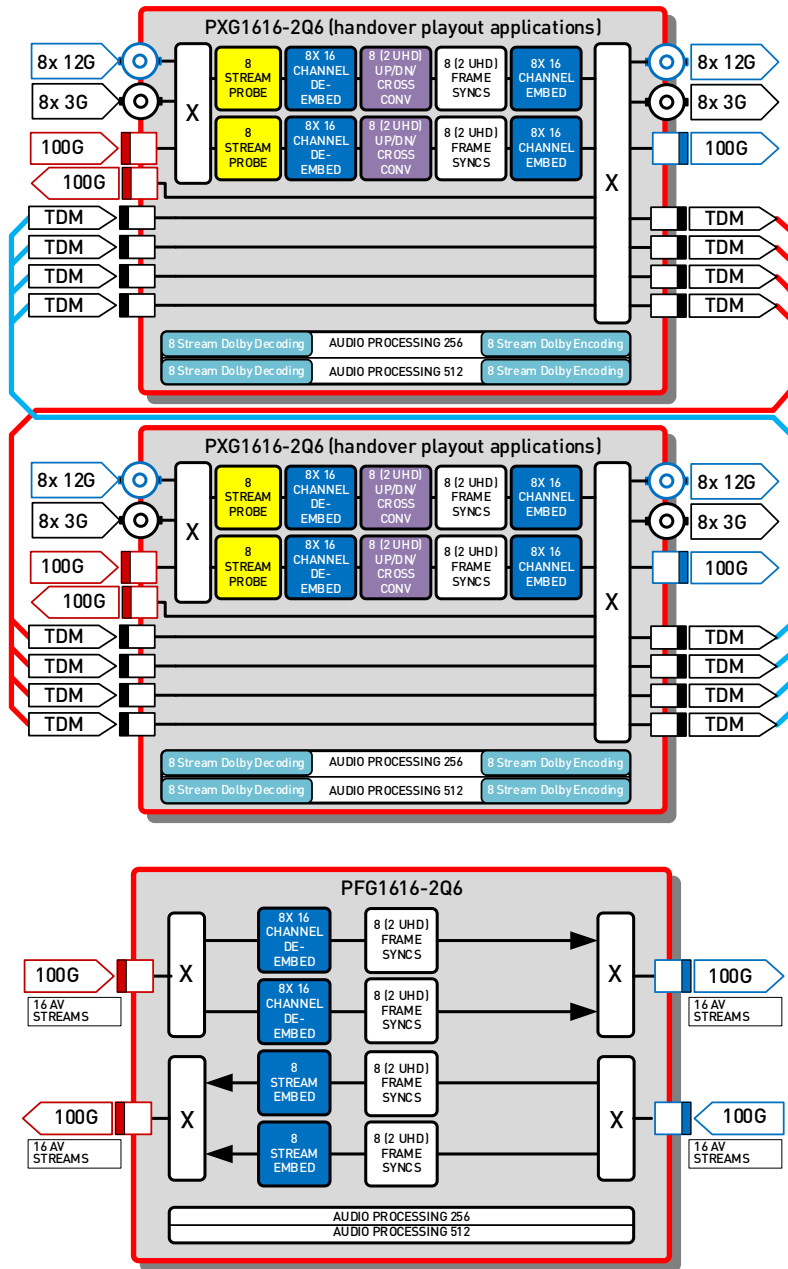 PXG1616-2Q6 (handover playout applications)
8x 12G
8x 3G
100G
100G
TDM
TDM
TDM
TDM
X
8
STREAM
PROBE
8X 16
CHANNEL
DE-
EMBED
8 (2 UHD)
UP/DN/
CROSS
CONV
8 (2 UHD)
FRAME
SYNCS
8X 16
CHANNEL
EMBED
8
STREAM
PROBE
8X 16
CHANNEL
DE-
EMBED
8 (2 UHD)
UP/DN/
CROSS
CONV
8 (2 UHD)
FRAME
SYNCS
8X 16
CHANNEL
EMBED
X
8x 12G
8x 3G
100G
TDM
TDM
TDM
TDM
8 Stream Dolby Decoding AUDIO PROCESSING 256 8 Stream Dolby Encoding
8 Stream Dolby Decoding AUDIO PROCESSING 512 8 Stream Dolby Encoding
PXG1616-2Q6 (handover playout applications)
8x 12G
8x 3G
100G
100G
TDM
TDM
TDM
TDM
X
8
STREAM
PROBE
8X 16
CHANNEL
DE-
EMBED
8 (2 UHD)
UP/DN/
CROSS
CONV
8 (2 UHD)
FRAME
SYNCS
8X 16
CHANNEL
EMBED
8
STREAM
PROBE
8X 16
CHANNEL
DE-
EMBED
8 (2 UHD)
UP/DN/
CROSS
CONV
8 (2 UHD)
FRAME
SYNCS
8X 16
CHANNEL
EMBED
X
8x 12G
8x 3G
100G
TDM
TDM
TDM
TDM
8 Stream Dolby Decoding AUDIO PROCESSING 256 8 Stream Dolby Encoding
8 Stream Dolby Decoding AUDIO PROCESSING 512 8 Stream Dolby Encoding
PFG1616-2Q6
100G
16 AV
STREAMS
X
8X 16
CHANNEL
DE-
EMBED
8 (2 UHD)
FRAME
SYNCS
8X 16
CHANNEL
DE-
EMBED
8 (2 UHD)
FRAME
SYNCS
X
100G
16 AV
STREAMS
100G
16 AV
STREAMS
X
8
STREAM
EMBED
8 (2 UHD)
FRAME
SYNCS
8
STREAM
EMBED
8 (2 UHD)
FRAME
SYNCS
X
100G
16 AV
STREAMS
AUDIO PROCESSING 256
AUDIO PROCESSING 512